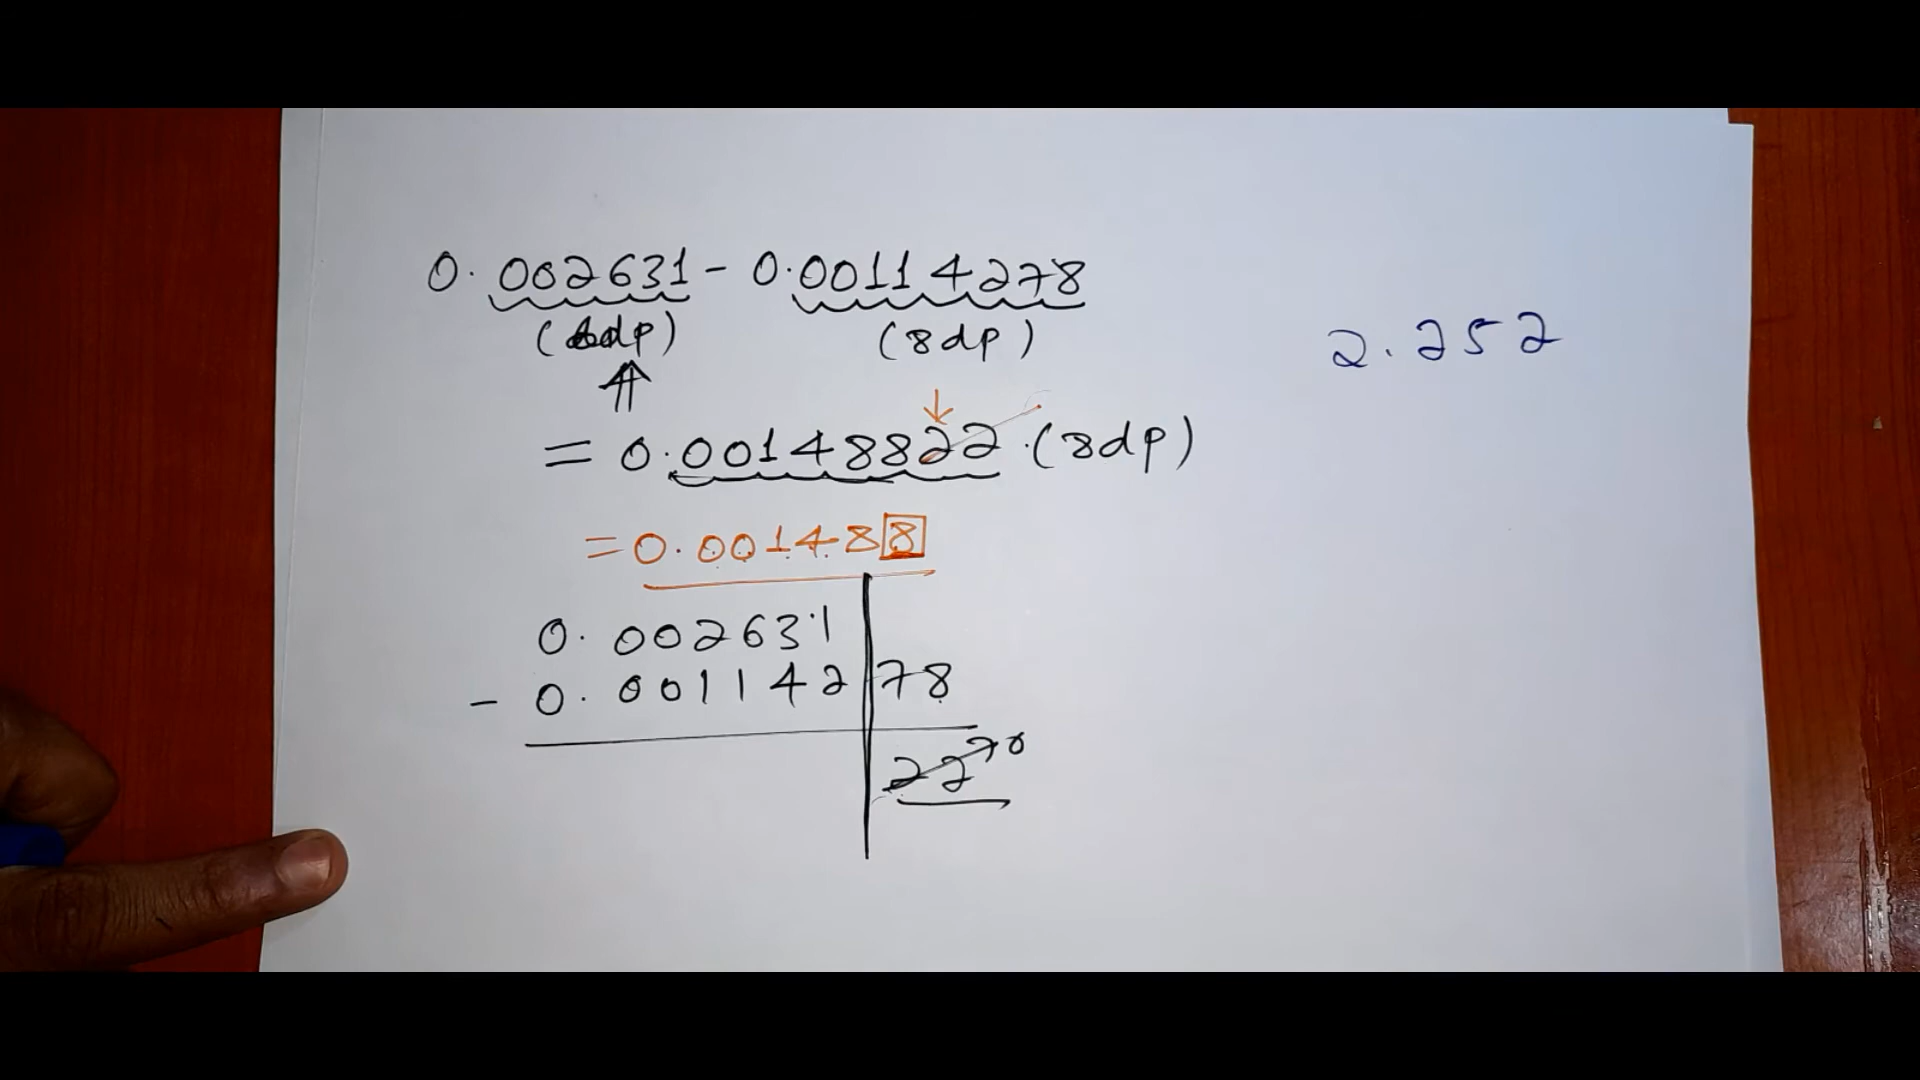 0.002631 - 0.00114278
(6dp) (8dp)
2.252
= 0.00148822 (8dp)
= 0.001488
0.002631
- 0.00114278
22